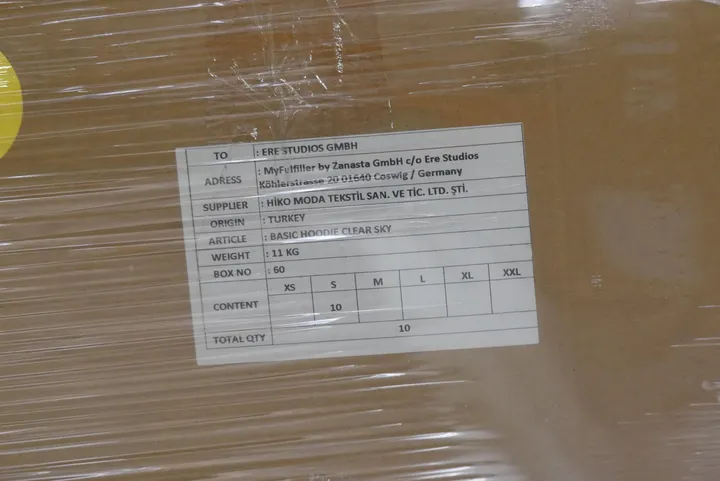 TO : ERE STUDIOS GMBH
ADRESS : MyFulfiller by Zanasta GmbH c/o Ere Studios
Köhlerstrasse 20 01640 Coswig / Germany
SUPPLIER : HİKO MODA TEKSTİL SAN. VE TİC. LTD. ŞTİ.
ORIGIN : TURKEY
ARTICLE : BASIC HOODIE CLEAR SKY
WEIGHT : 11 KG
BOX NO : 60
XS S M L XL XXL
CONTENT 10
TOTAL QTY 10